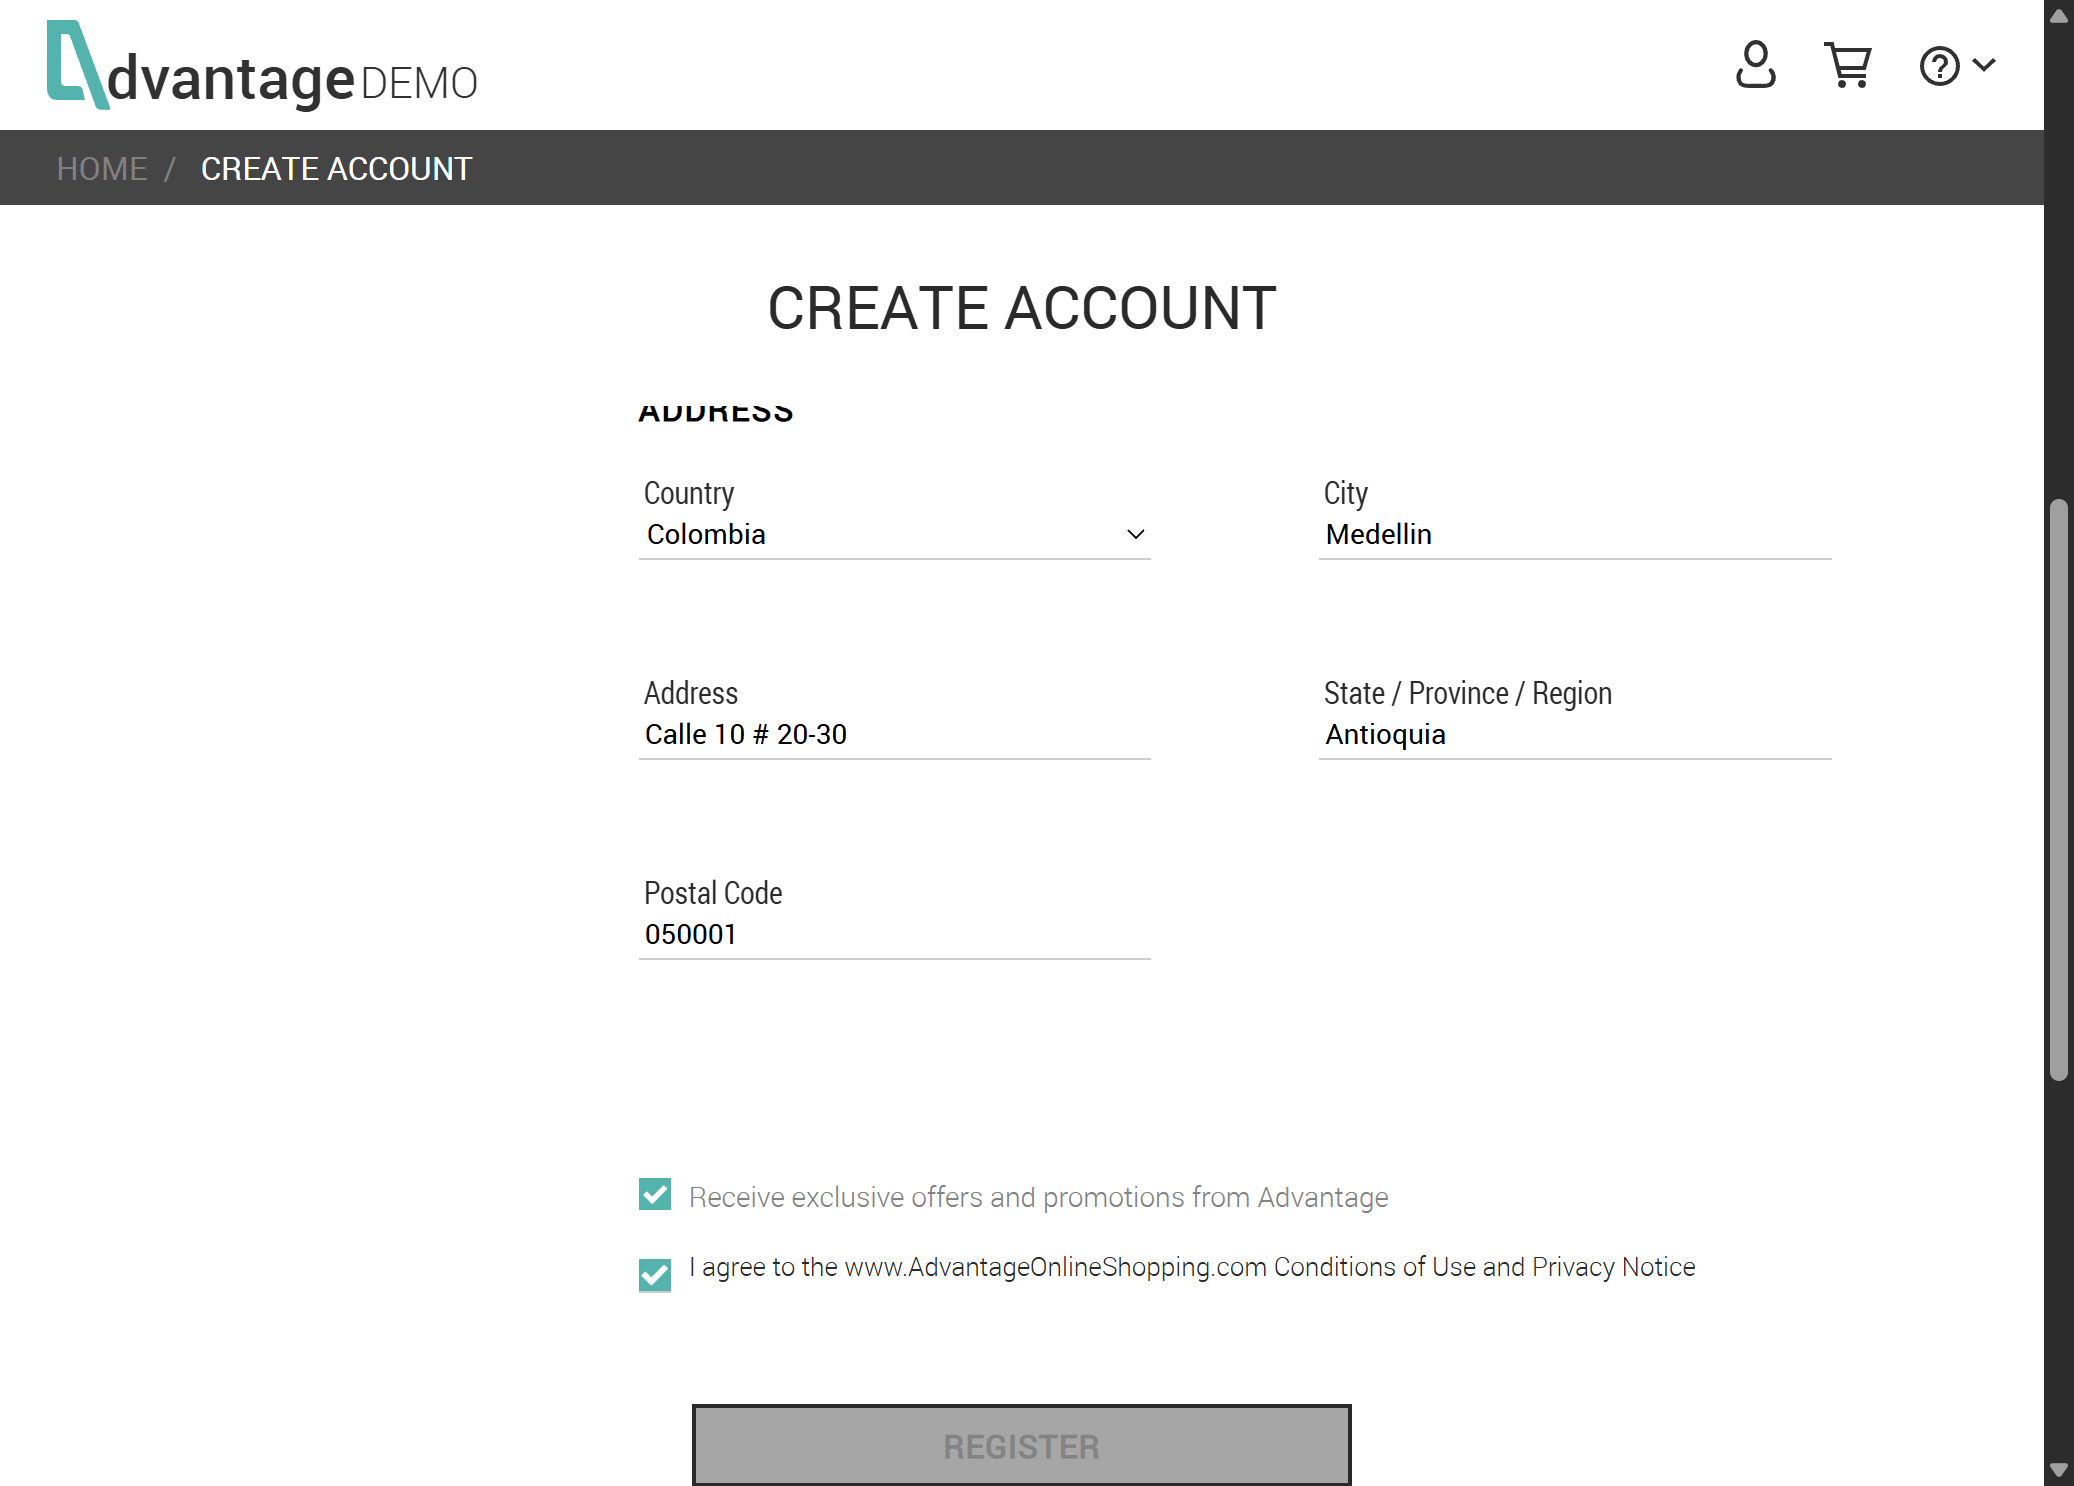 dvantage DEMO
HOME / CREATE ACCOUNT
CREATE ACCOUNT
ADDRESS
Country
Colombia
City
Medellin
Address
Calle 10 # 20-30
State / Province / Region
Antioquia
Postal Code
050001
Receive exclusive offers and promotions from Advantage
I agree to the www.AdvantageOnlineShopping.com Conditions of Use and Privacy Notice
REGISTER